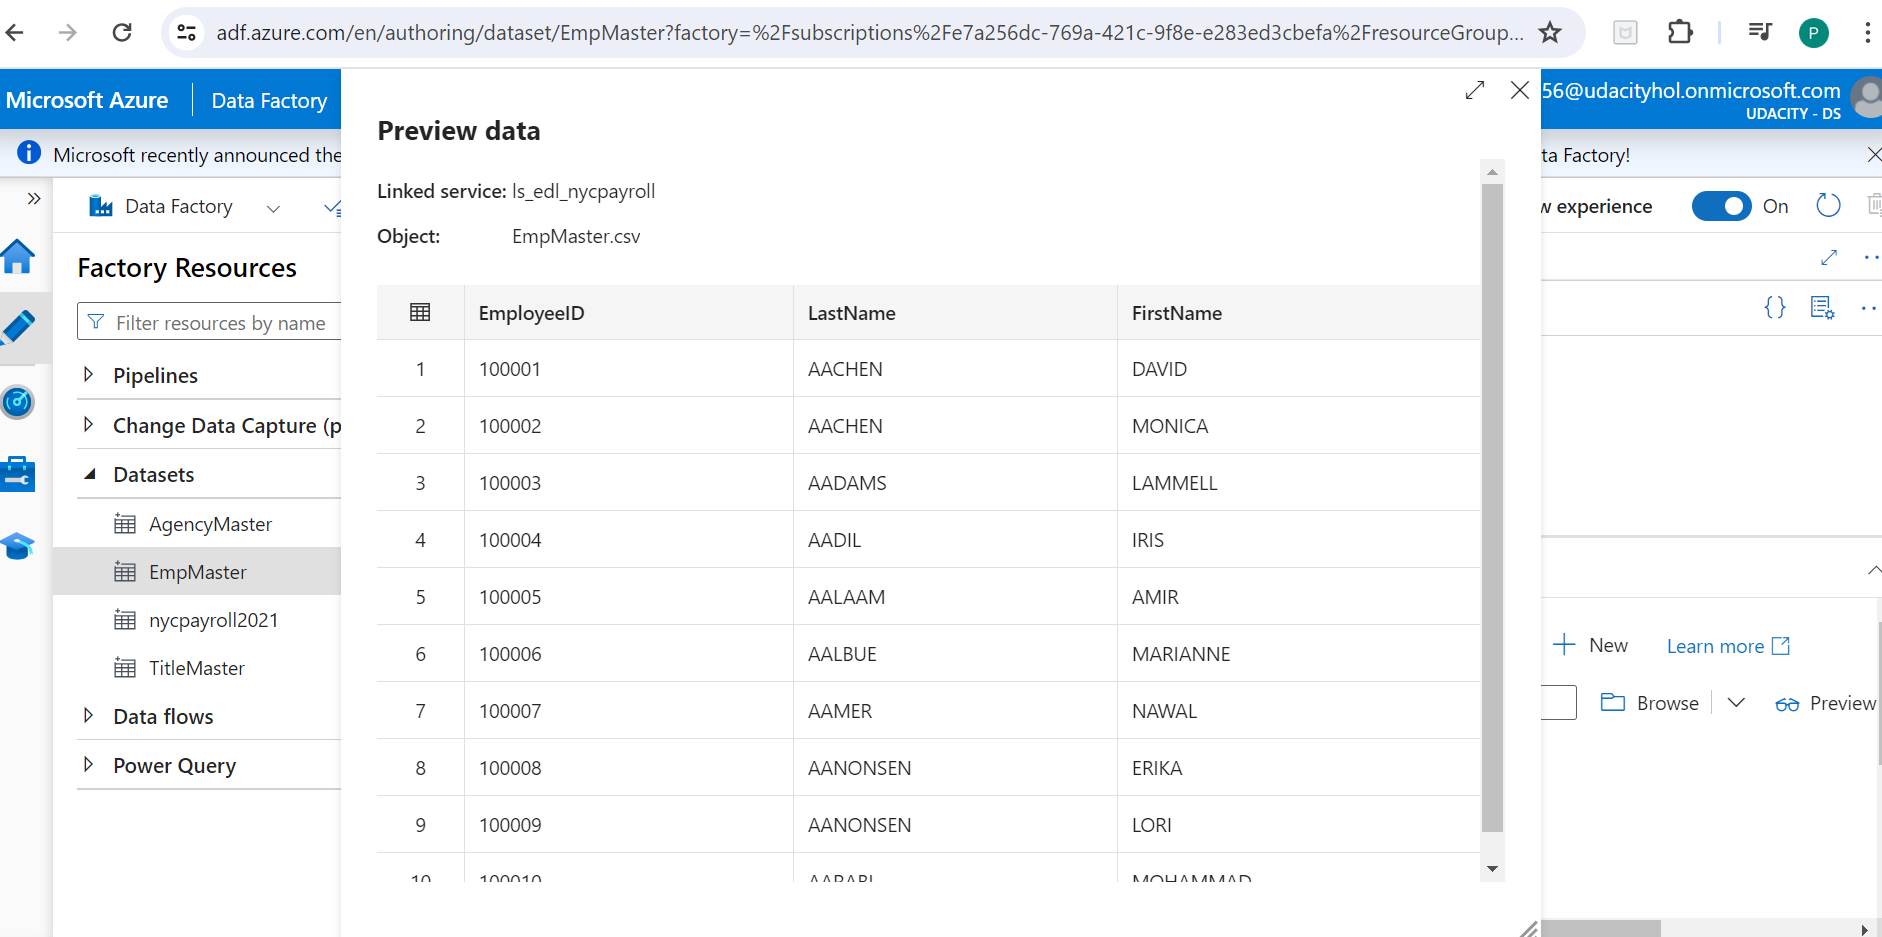 adf.azure.com/en/authoring/dataset/EmpMaster?factory=%2Fsubscriptions%2Fe7a256dc-769a-421c-9f8e-e283ed3cbefa%2FresourceGroup...
P
Microsoft Azure Data Factory
56@udacityhol.onmicrosoft.com
UDACITY - DS
Microsoft recently announced the
ta Factory!
Data Factory
w experience On
Factory Resources
Filter resources by name
Pipelines
Change Data Capture (p
Datasets
AgencyMaster
EmpMaster
nycpayroll2021
TitleMaster
Data flows
Power Query
Preview data
Linked service: ls_edl_nycpayroll
Object: EmpMaster.csv
EmployeeID LastName FirstName
1 100001 AACHEN DAVID
2 100002 AACHEN MONICA
3 100003 AADAMS LAMMELL
4 100004 AADIL IRIS
5 100005 AALAAM AMIR
6 100006 AALBUE MARIANNE
7 100007 AAMER NAWAL
8 100008 AANONSEN ERIKA
9 100009 AANONSEN LORI
10 100010 MOHAMMAD
New Learn more
Browse Preview